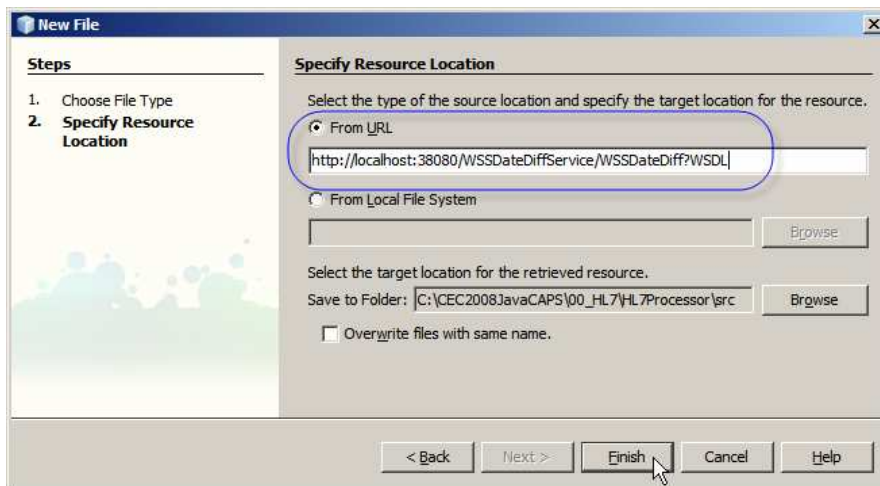 New File
Steps
1. Choose File Type
2. Specify Resource
Location
Specify Resource Location
Select the type of the source location and specify the target location for the resource.
From URL
http://localhost:38080/WSSDateDiffService/WSSDateDiff?WSDL
From Local File System
Browse
Select the target location for the retrieved resource.
Save to Folder: C:\CEC2008JavaCAPS\00_HL7\HL7Processor\src Browse
Overwrite files with same name.
< Back Next > Finish Cancel Help